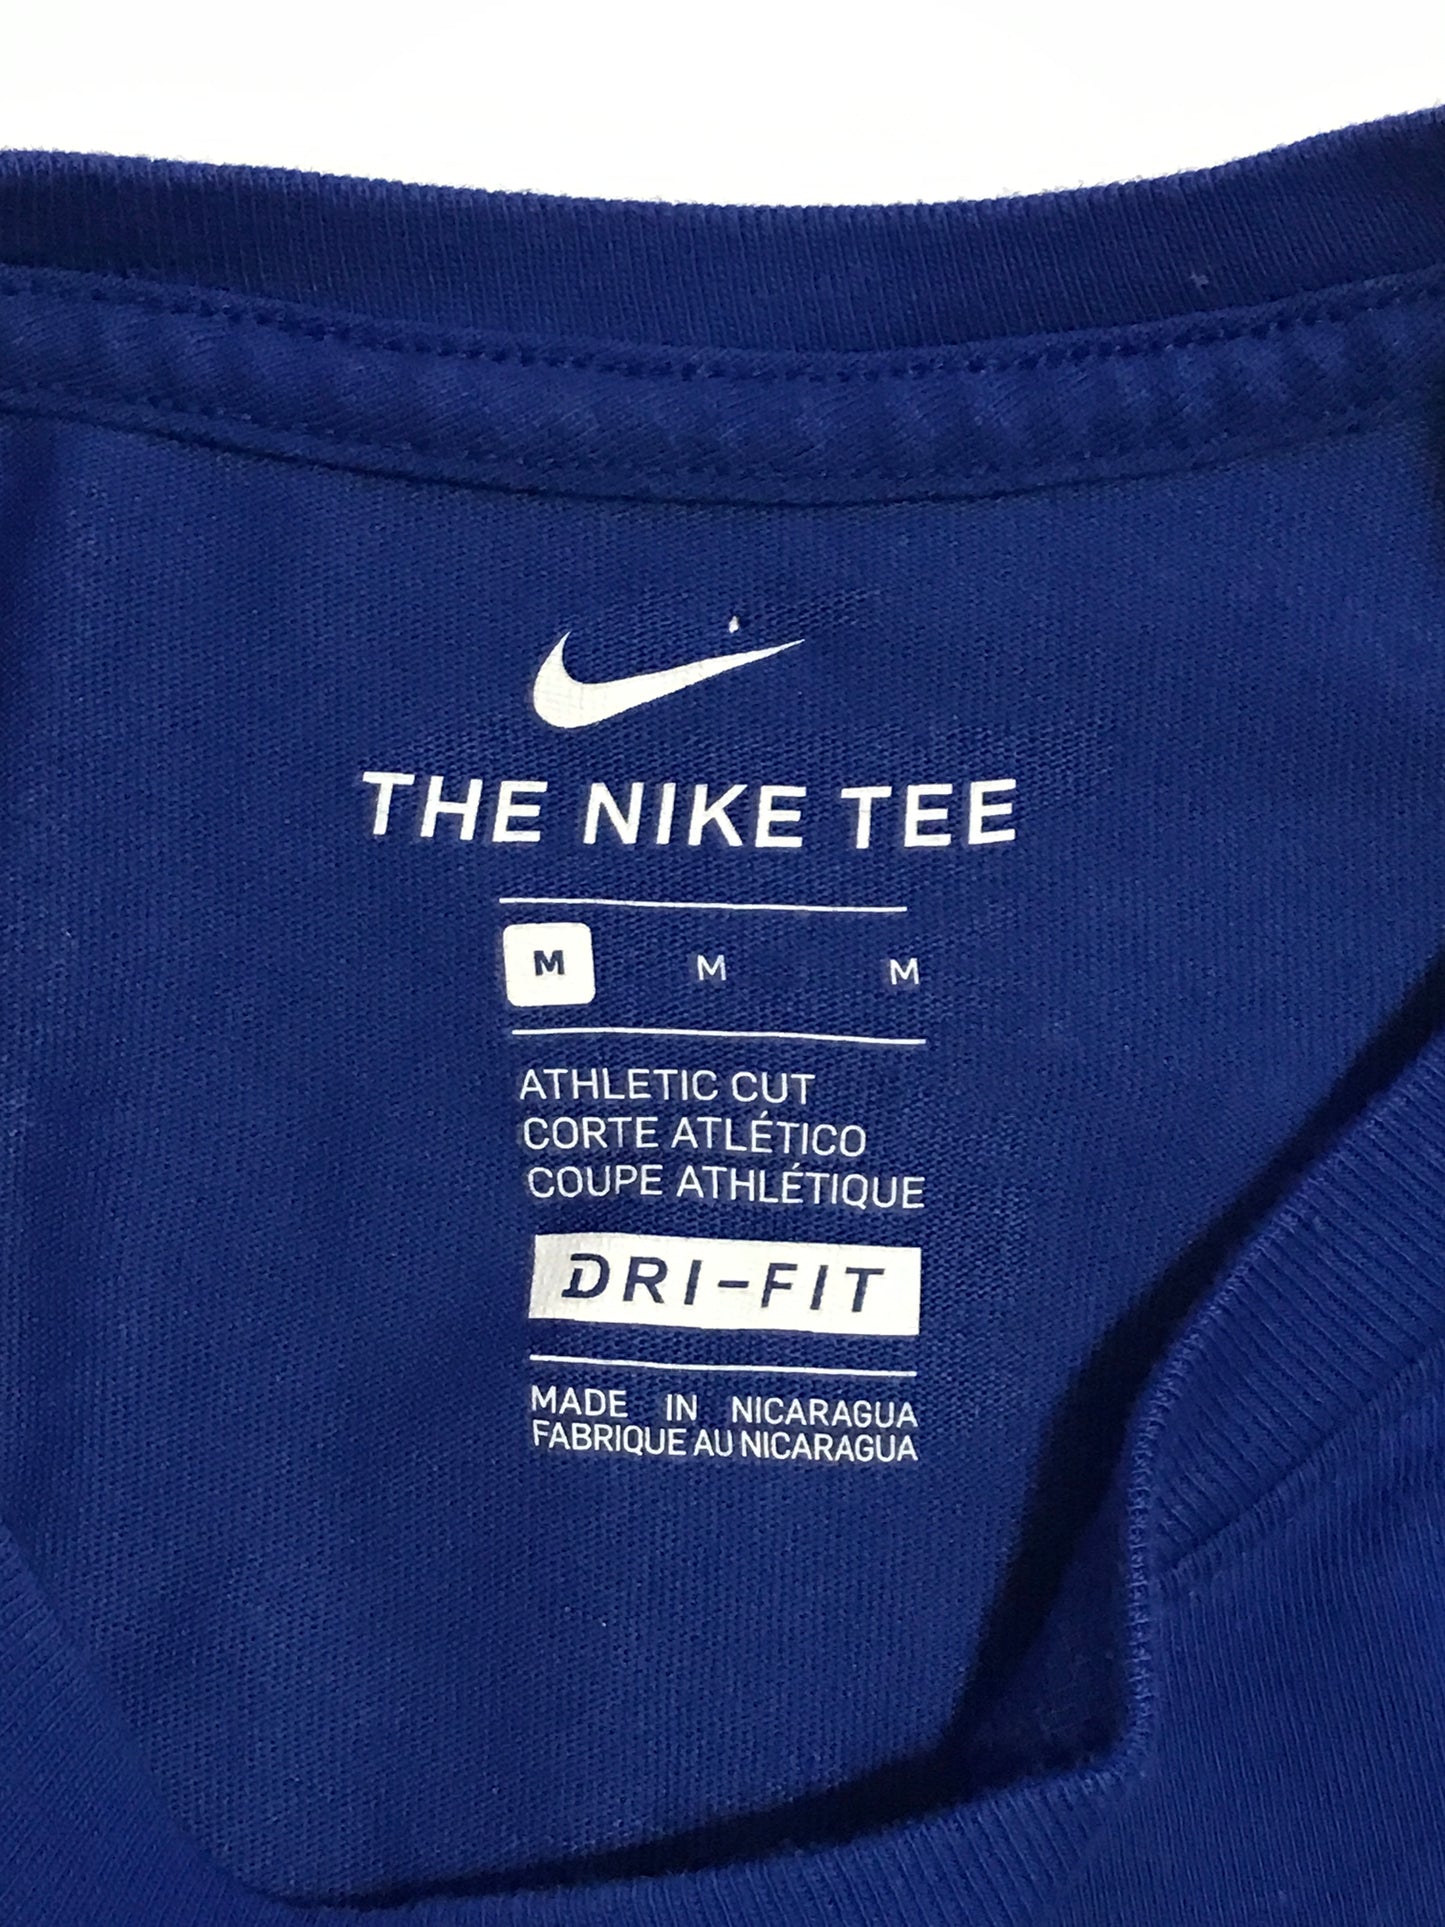 THE NIKE TEE
M M M
ATHLETIC CUT
CORTE ATLÉTICO
COUPE ATHLÉTIQUE
DRI-FIT
MADE IN NICARAGUA
FABRIQUE AU NICARAGUA